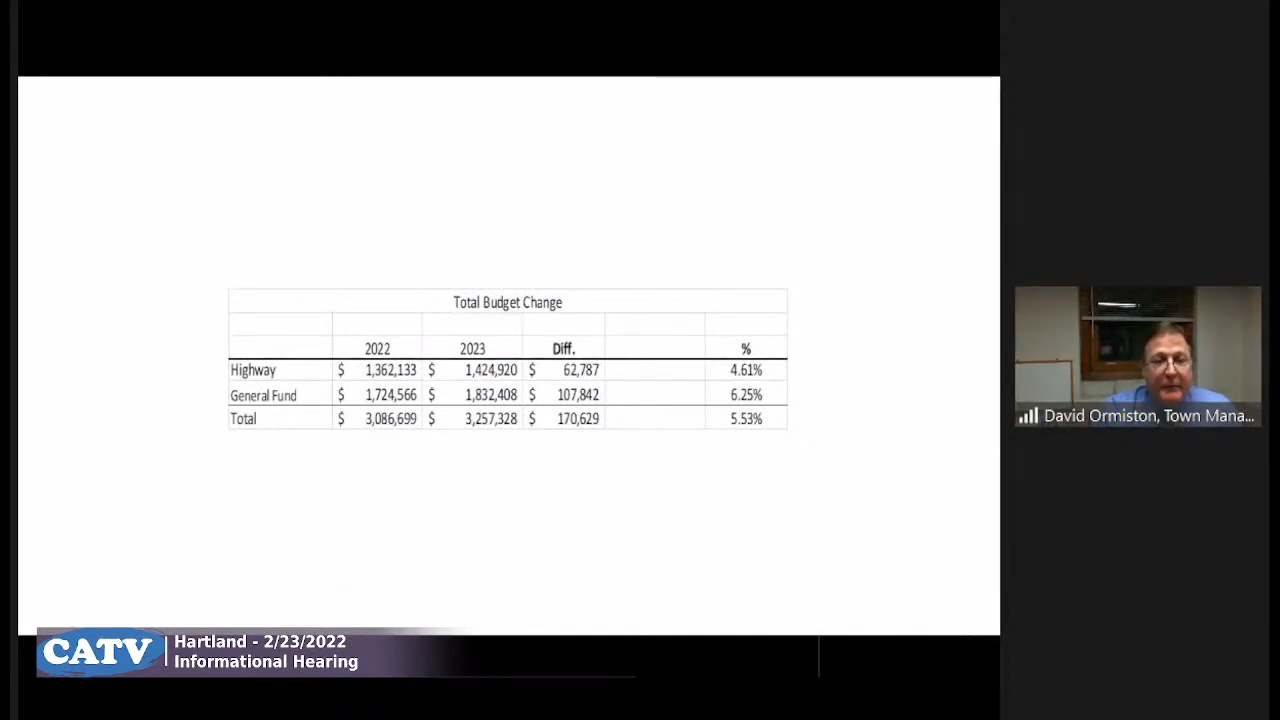 Total Budget Change
2022 2023 Diff. %
Highway $ 1,362,133 $ 1,424,920 $ 62,787 4.61%
General Fund $ 1,724,566 $ 1,832,408 $ 107,842 6.25%
Total $ 3,086,699 $ 3,257,328 $ 170,629 5.53%
David Ormiston, Town Mana...
CATV
Hartland - 2/23/2022
Informational Hearing